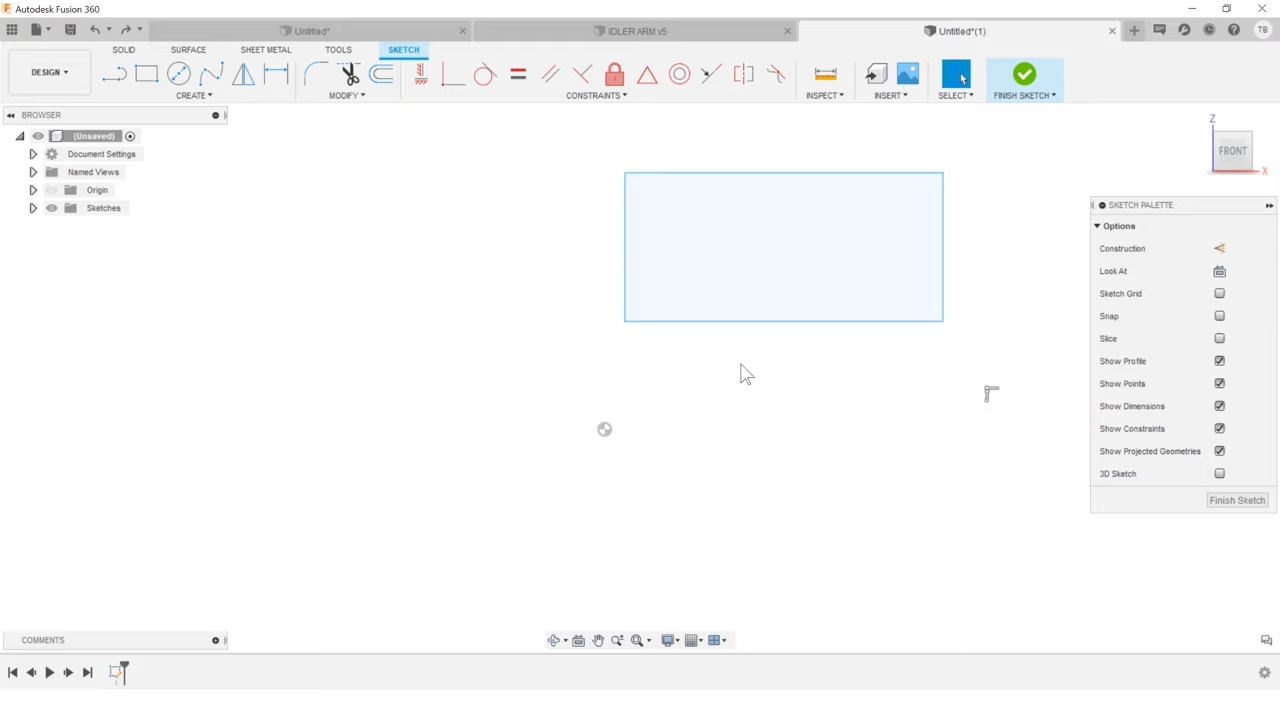 Autodesk Fusion 360
Untitled*
IDLER ARM v5
Untitled*(1)
TB
SOLID
SURFACE
SHEET METAL
TOOLS
SKETCH
DESIGN
CREATE
MODIFY
CONSTRAINTS
INSPECT
INSERT
SELECT
FINISH SKETCH
BROWSER
(Unsaved)
Document Settings
Named Views
Origin
Sketches
Z
FRONT
X
SKETCH PALETTE
Options
Construction
Look At
Sketch Grid
Snap
Slice
Show Profile
Show Points
Show Dimensions
Show Constraints
Show Projected Geometries
3D Sketch
Finish Sketch
COMMENTS